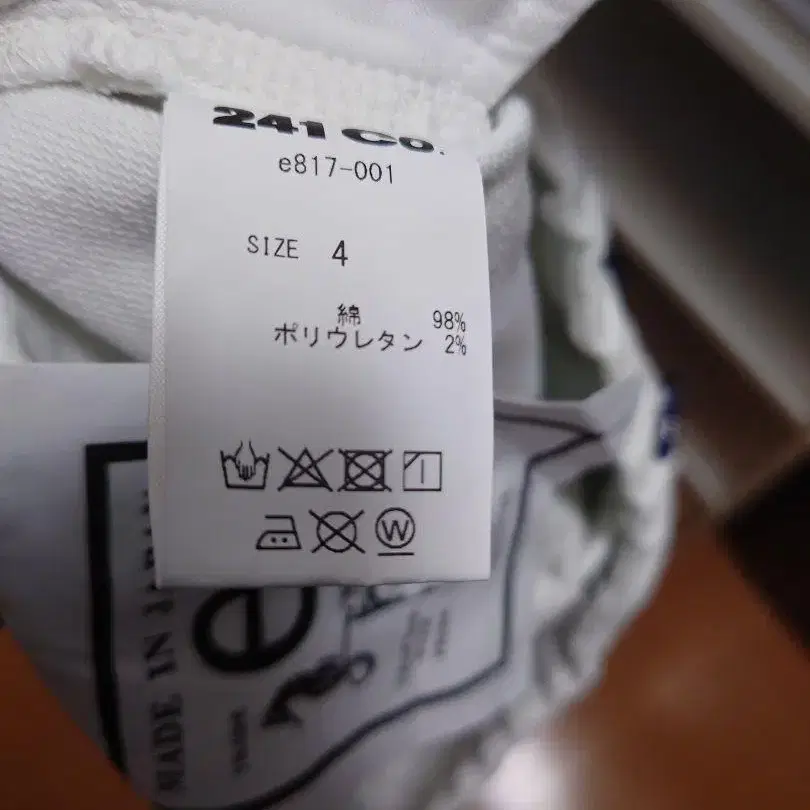 241 Co.
e817-001
SIZE 4
綿 98%
ポリウレタン 2%
W
MADE IN JAPAN
e